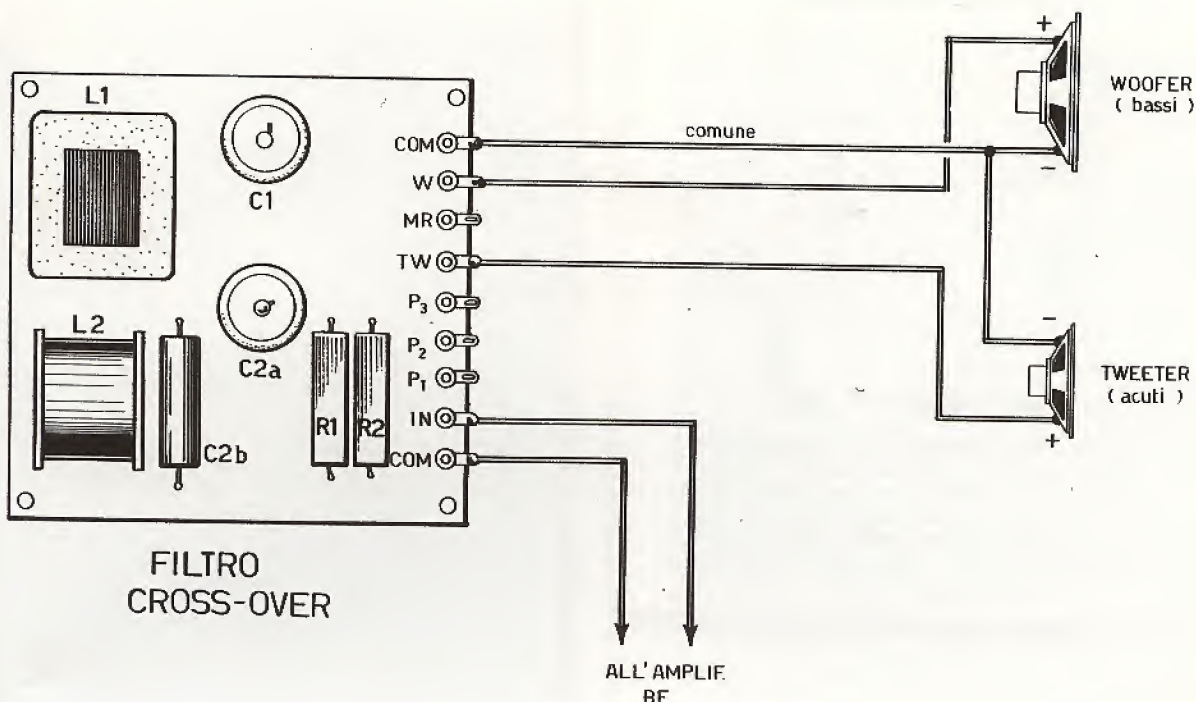 L1
C1
COM
comune
W
MR
TW
P3
P2
P1
IN
COM
L2
C2a
C2b
R1
R2
+
WOOFER
( bassi )
-
-
TWEETER
( acuti )
+
FILTRO
CROSS-OVER
ALL'AMPLIF.
BF